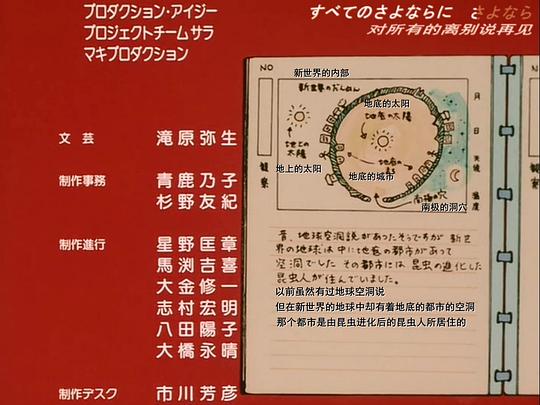 プロダクション・アイジー
プロジェクトチームサラ
マキプロダクション
文芸 滝原弥生
制作事務 青鹿乃子
杉野友紀
制作進行 星野匡章
馬渕吉喜
大金修一
志村宏明
八田陽子
大橋永晴
制作デスク 市川芳彦
すべてのさよならに さよなら
对所有的离别说再见
NO
新世界的内部
新世界のだんめん
地底的太阳
地底の太陽
地上の太陽
地上的太阳
地底の
地底的城市
南極の穴
南极的洞穴
観察
月
日
天候
温度
昔、地球空洞説があったそうですが 新世
界の地球は中に地底の都市があって
空洞でした その都市には 昆虫の進化した
昆虫人が住んでいました。
以前虽然有过地球空洞说
但在新世界的地球中却有着地底的都市的空洞
那个都市是由昆虫进化后的昆虫人所居住的
NO